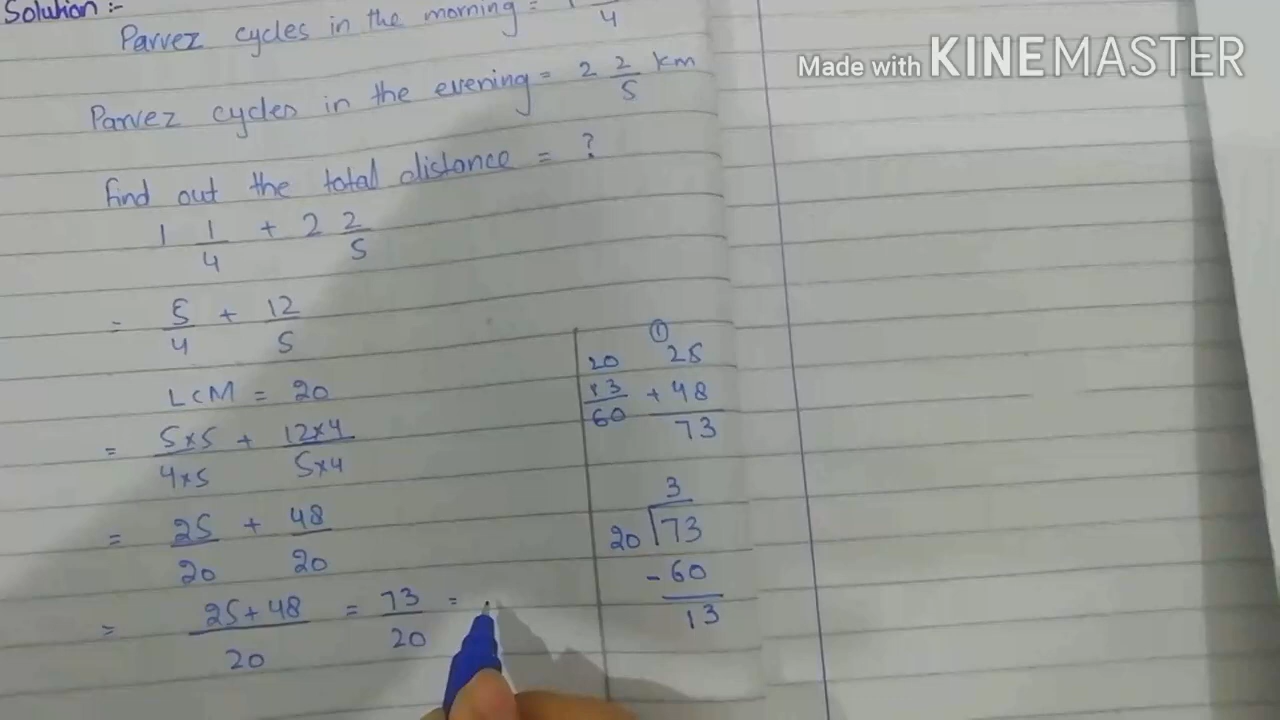 Solution :-
Parvez cycles in the morning = 1 /4
Made with KINEMASTER
Parvez cycles in the evening = 2 2/5 km
Find out the total distance = ?
1 1/4 + 2 2/5
= 5/4 + 12/5
LCM = 20
= 5×5/4×5 + 12×4/5×4
= 25/20 + 48/20
= 25+48/20 = 73/20 =
20
×3
60
①
25
+ 48
73
3
20 √73
- 60
13